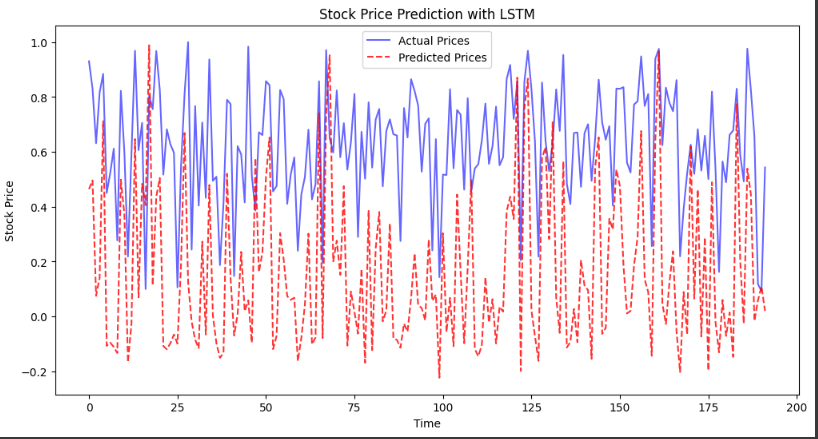 Stock Price Prediction with LSTM
Actual Prices
Predicted Prices
1.0
0.8
0.6
0.4
0.2
0.0
−0.2
Stock Price
0 25 50 75 100 125 150 175 200
Time